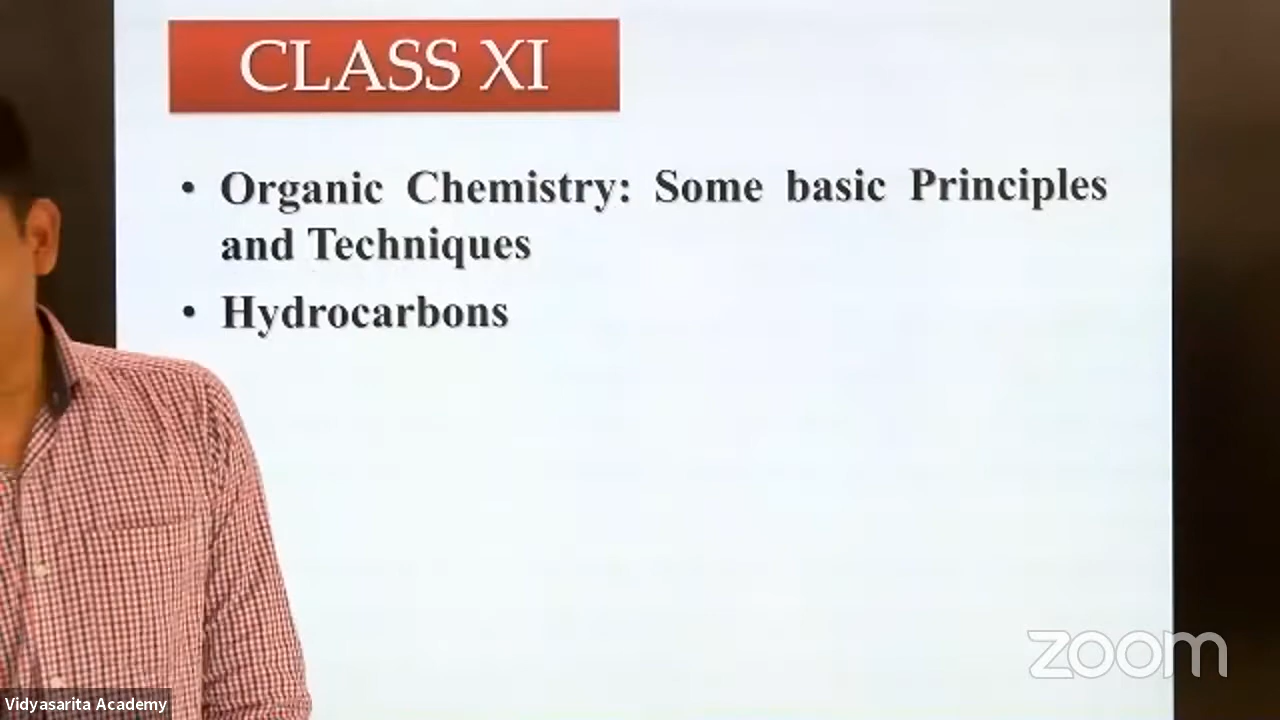 CLASS XI
• Organic Chemistry: Some basic Principles
and Techniques
• Hydrocarbons
zoom
Vidyasarita Academy